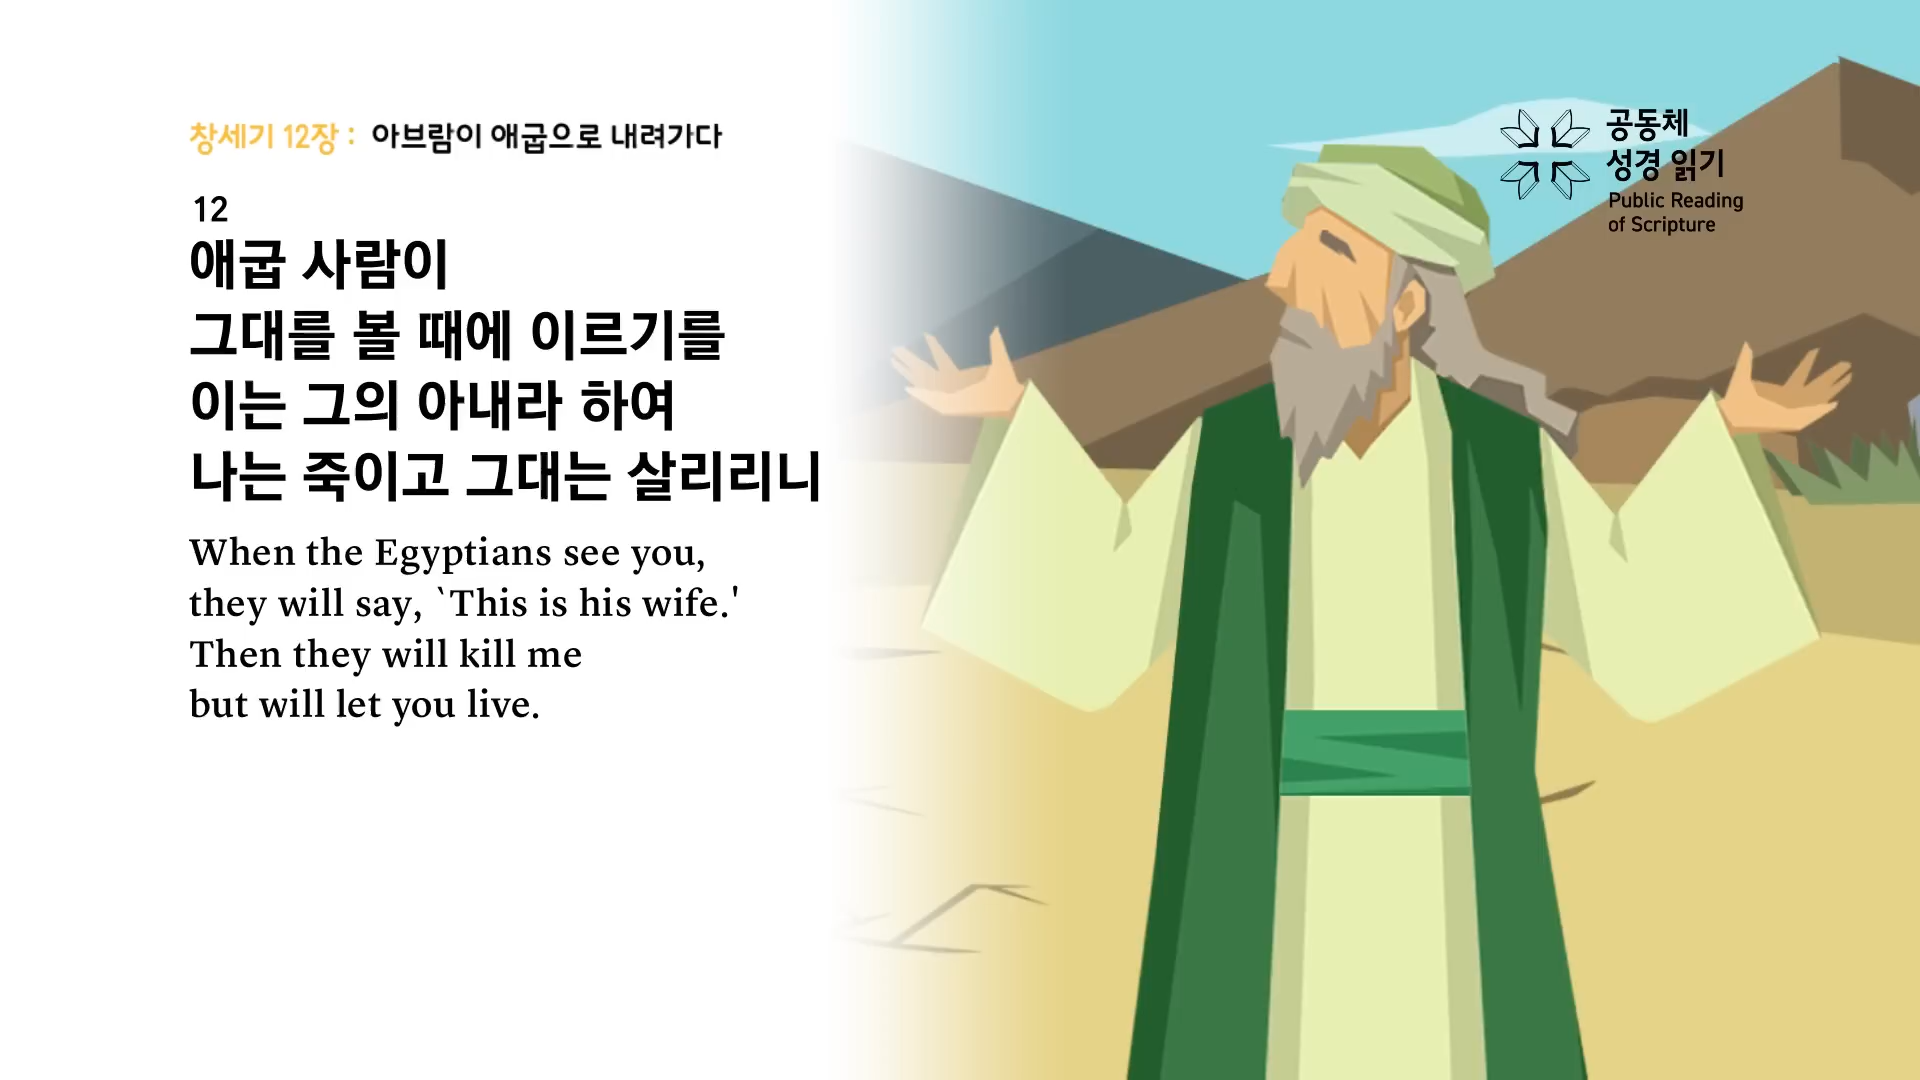 창세기 12장 : 아브람이 애굽으로 내려가다
12
애굽 사람이
그대를 볼 때에 이르기를
이는 그의 아내라 하여
나는 죽이고 그대는 살리리니
When the Egyptians see you,
they will say, `This is his wife.'
Then they will kill me
but will let you live.
공동체
성경 읽기
Public Reading
of Scripture